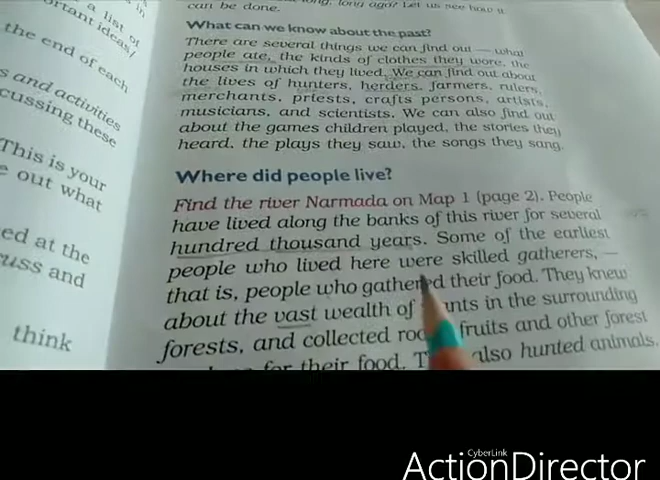 a list of
ortant ideas/
the end of each
s and activities
cussing these
This is your
e out what
ed at the
uss and
think
long, long ago? Let us see how it
can be done.
What can we know about the past?
There are several things we can find out — what
people ate, the kinds of clothes they wore, the
houses in which they lived. We can find out about
the lives of hunters, herders, farmers, rulers,
merchants, priests, crafts persons, artists,
musicians, and scientists. We can also find out
about the games children played, the stories they
heard, the plays they saw, the songs they sang.
Where did people live?
Find the river Narmada on Map 1 (page 2). People
have lived along the banks of this river for several
hundred thousand years. Some of the earliest
people who lived here were skilled gatherers, —
that is, people who gathered their food. They knew
about the vast wealth of nts in the surrounding
forests, and collected roo fruits and other forest
for their food. T also hunted animals.
CyberLink
ActionDirector